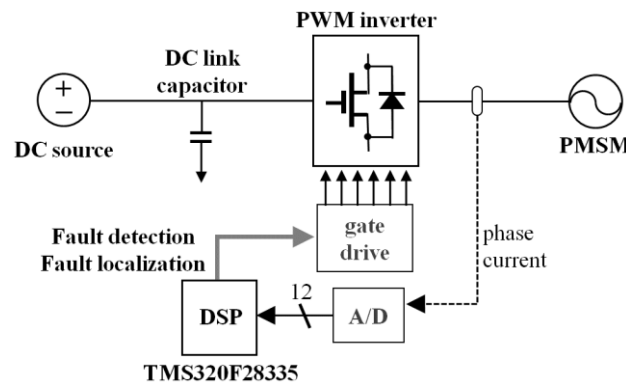 PWM inverter
DC link
capacitor
DC source
PMSM
gate
drive
Fault detection
Fault localization
phase
current
12
DSP
A/D
TMS320F28335